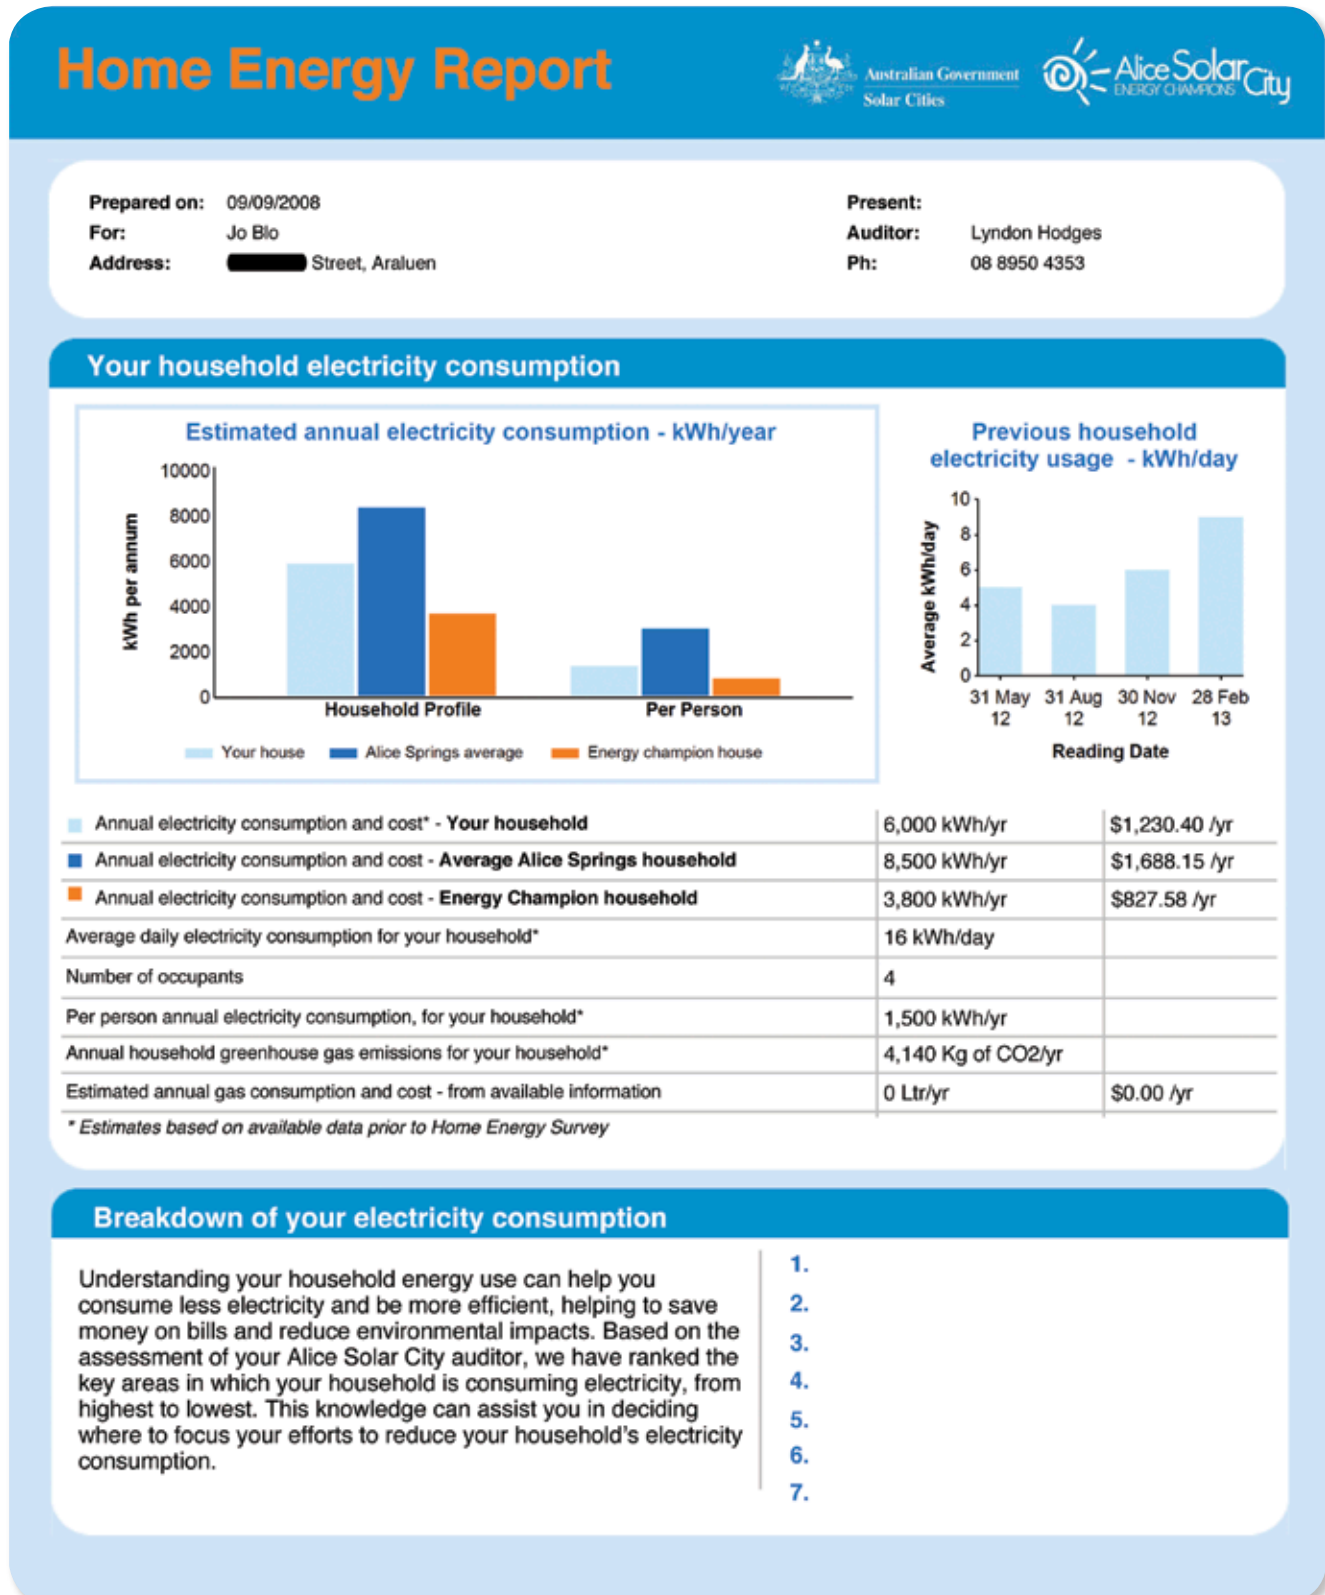 Home Energy Report
Australian Government
Solar Cities
Alice Solar City
ENERGY CHAMPIONS
Prepared on: 09/09/2008
For: Jo Blo
Address: Street, Araluen
Present:
Auditor: Lyndon Hodges
Ph: 08 8950 4353
Your household electricity consumption
Estimated annual electricity consumption - kWh/year
kWh per annum
10000
8000
6000
4000
2000
0
Household Profile Per Person
Your house Alice Springs average Energy champion house
Previous household
electricity usage - kWh/day
Average kWh/day
10
8
6
4
2
0
31 May 31 Aug 30 Nov 28 Feb
12 12 12 13
Reading Date
Annual electricity consumption and cost* - Your household 6,000 kWh/yr $1,230.40 /yr
Annual electricity consumption and cost - Average Alice Springs household 8,500 kWh/yr $1,688.15 /yr
Annual electricity consumption and cost - Energy Champion household 3,800 kWh/yr $827.58 /yr
Average daily electricity consumption for your household* 16 kWh/day
Number of occupants 4
Per person annual electricity consumption, for your household* 1,500 kWh/yr
Annual household greenhouse gas emissions for your household* 4,140 Kg of CO2/yr
Estimated annual gas consumption and cost - from available information 0 Ltr/yr $0.00 /yr
* Estimates based on available data prior to Home Energy Survey
Breakdown of your electricity consumption
Understanding your household energy use can help you
consume less electricity and be more efficient, helping to save
money on bills and reduce environmental impacts. Based on the
assessment of your Alice Solar City auditor, we have ranked the
key areas in which your household is consuming electricity, from
highest to lowest. This knowledge can assist you in deciding
where to focus your efforts to reduce your household's electricity
consumption.
1.
2.
3.
4.
5.
6.
7.